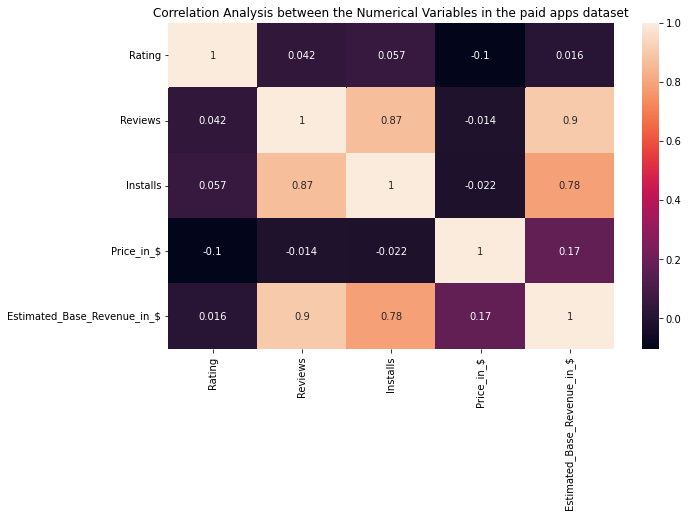 Correlation Analysis between the Numerical Variables in the paid apps dataset
Rating 1 0.042 0.057 -0.1 0.016
Reviews 0.042 1 0.87 -0.014 0.9
Installs 0.057 0.87 1 -0.022 0.78
Price_in_$ -0.1 -0.014 -0.022 1 0.17
Estimated_Base_Revenue_in_$ 0.016 0.9 0.78 0.17 1
Rating
Reviews
Installs
Price_in_$
Estimated_Base_Revenue_in_$
1.0
0.8
0.6
0.4
0.2
0.0